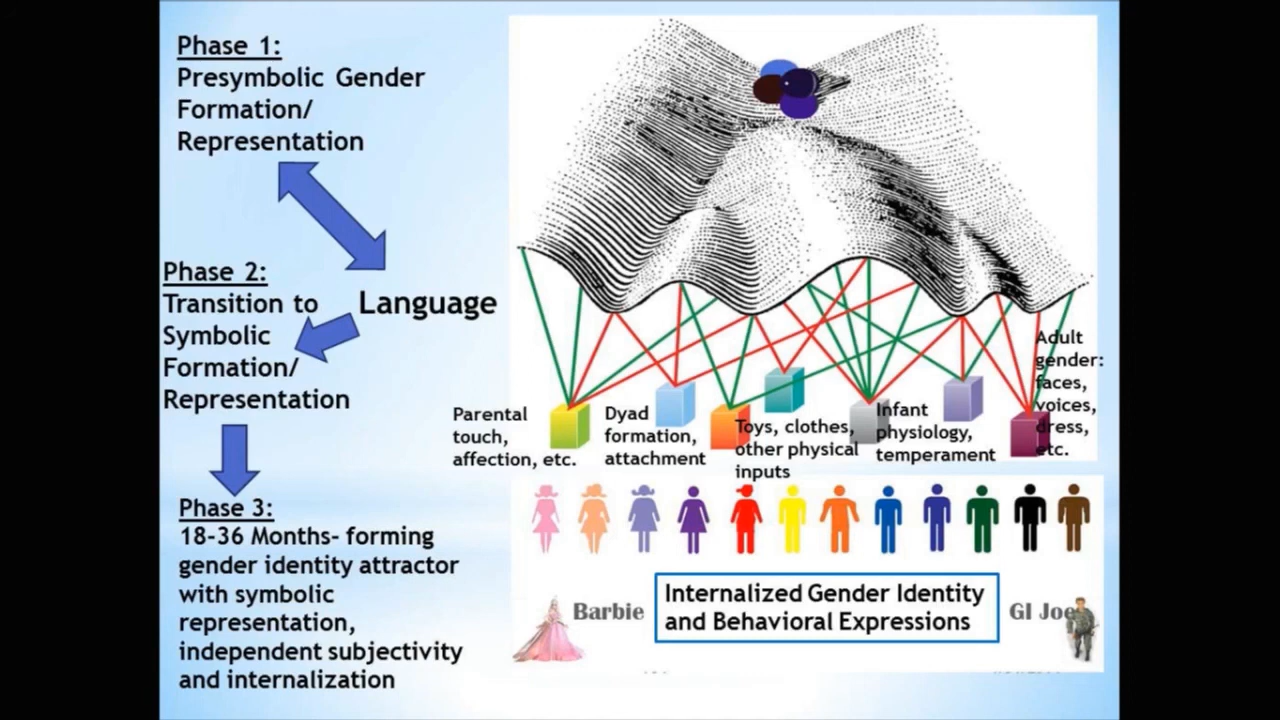 Phase 1:
Presymbolic Gender
Formation/
Representation
Phase 2:
Transition to
Symbolic
Formation/
Representation
Language
Phase 3:
18-36 Months- forming
gender identity attractor
with symbolic
representation,
independent subjectivity
and internalization
Parental
touch,
affection, etc.
Dyad
formation,
attachment
Toys, clothes,
other physical
inputs
Infant
physiology,
temperament
Adult
gender:
faces,
voices,
dress,
etc.
Barbie
Internalized Gender Identity
and Behavioral Expressions
GI Joe